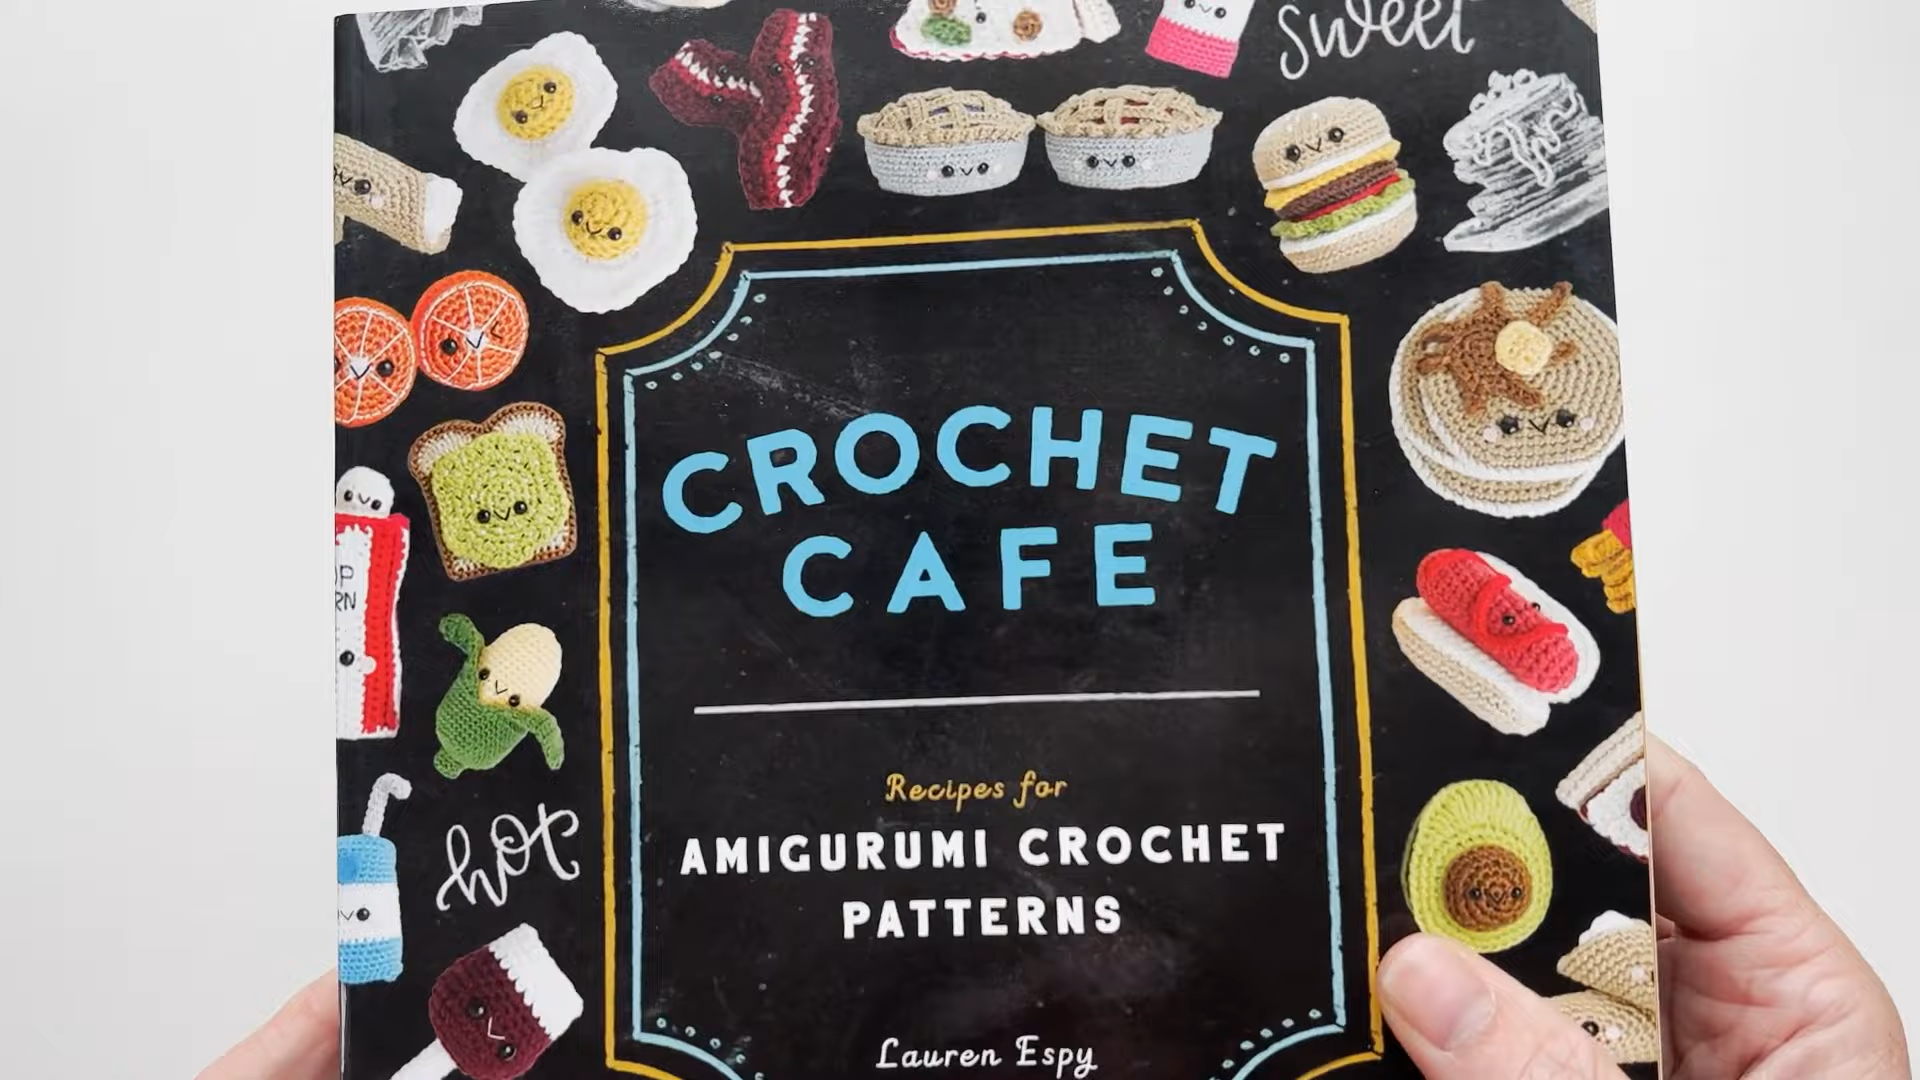 sweet
CROCHET
CAFE
Recipes for
AMIGURUMI CROCHET
PATTERNS
hot
Lauren Espy